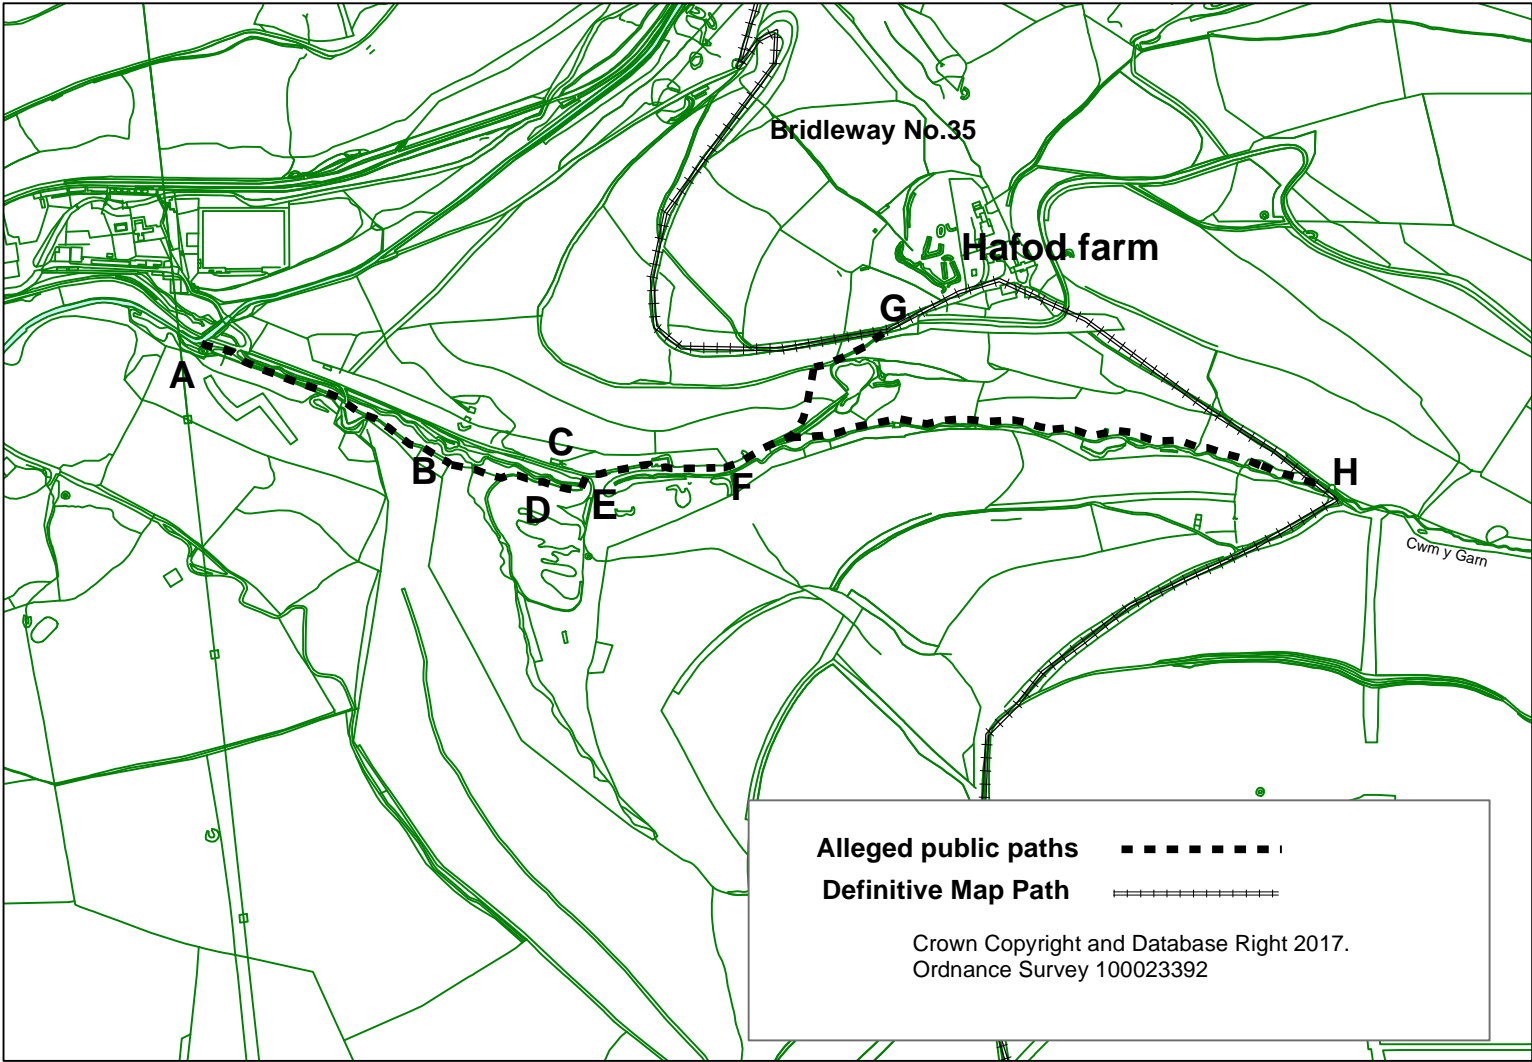 Bridleway No.35
Hafod farm
G
A
C
B
D
E
F
H
Cwm y Garn
Alleged public paths
Definitive Map Path
Crown Copyright and Database Right 2017.
Ordnance Survey 100023392